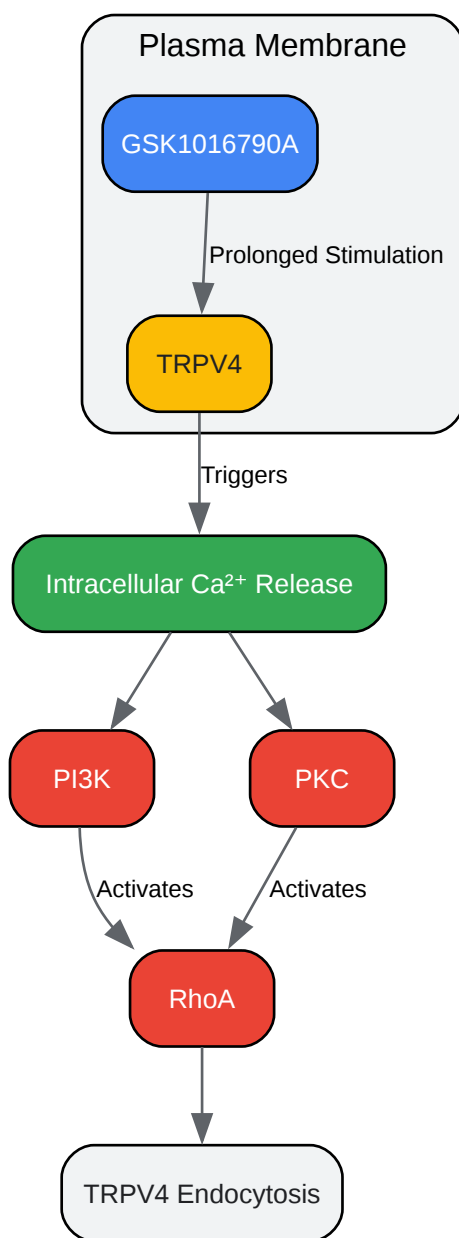 Plasma Membrane
GSK1016790A
Prolonged Stimulation
TRPV4
Triggers
Intracellular Ca²⁺ Release
PI3K
PKC
Activates
Activates
RhoA
TRPV4 Endocytosis